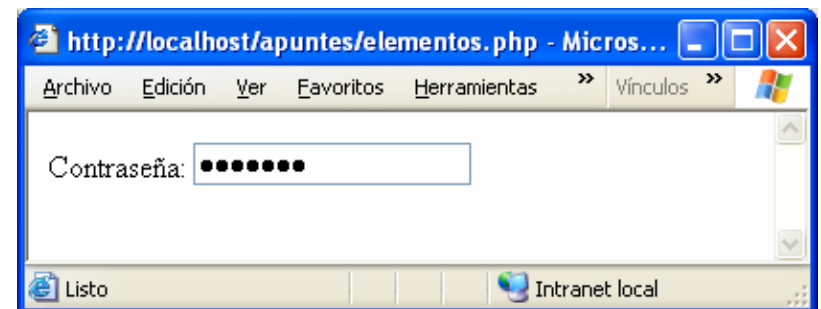 http://localhost/apuntes/elementos.php - Micros...
Archivo Edición Ver Favoritos Herramientas » Vínculos »
Contraseña: •••••••
Listo Intranet local